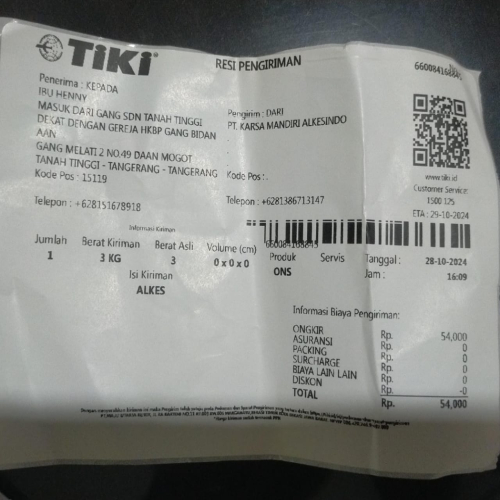 TiKi
RESI PENGIRIMAN
Penerima : KEPADA
IBU HENNY
MASUK DARI GANG SDN TANAH TINGGI
DEKAT DENGAN GEREJA HKBP GANG BIDAN
AAN
GANG MELATI 2 NO.49 DAAN MOGOT
TANAH TINGGI - TANGERANG - TANGERANG
Kode Pos : 15119
Telepon : +628151678918
Pengirim : DARI
PT. KARSA MANDIRI ALKESINDO
Kode Pos : .
Telepon : +6281386713147
www.tiki.id
Customer Service:
1500 125
ETA : 29-10-2024
660084168845
Informasi Kiriman
Jumlah Berat Kiriman Berat Asli Volume (cm) Produk Servis Tanggal : 28-10-2024
1 3 KG 3 0 x 0 x 0 ONS Jam : 16:09
Isi Kiriman
ALKES
Informasi Biaya Pengiriman:
ONGKIR Rp. 54,000
ASURANSI Rp. 0
PACKING Rp. 0
SURCHARGE Rp. 0
BIAYA LAIN LAIN Rp. 0
DISKON Rp. -0
TOTAL Rp. 54,000